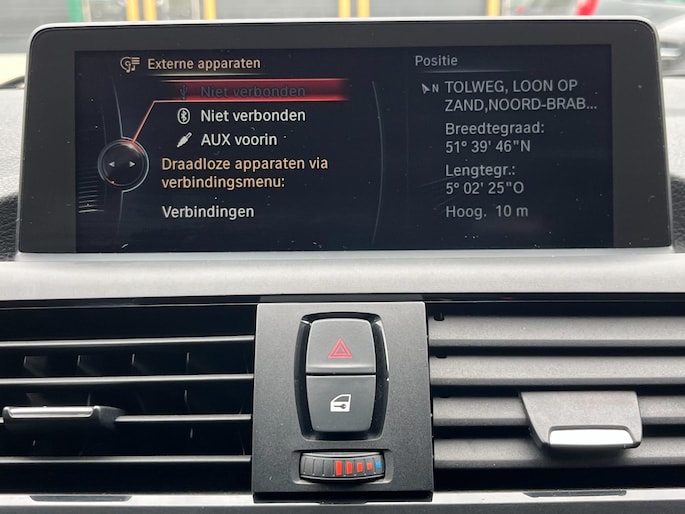 Externe apparaten
Niet verbonden
Niet verbonden
AUX voorin
Draadloze apparaten via
verbindingsmenu:
Verbindingen
Positie
N TOLWEG, LOON OP
ZAND,NOORD-BRAB...
Breedtegraad:
51° 39' 46"N
Lengtegr.:
5° 02' 25"O
Hoog. 10 m